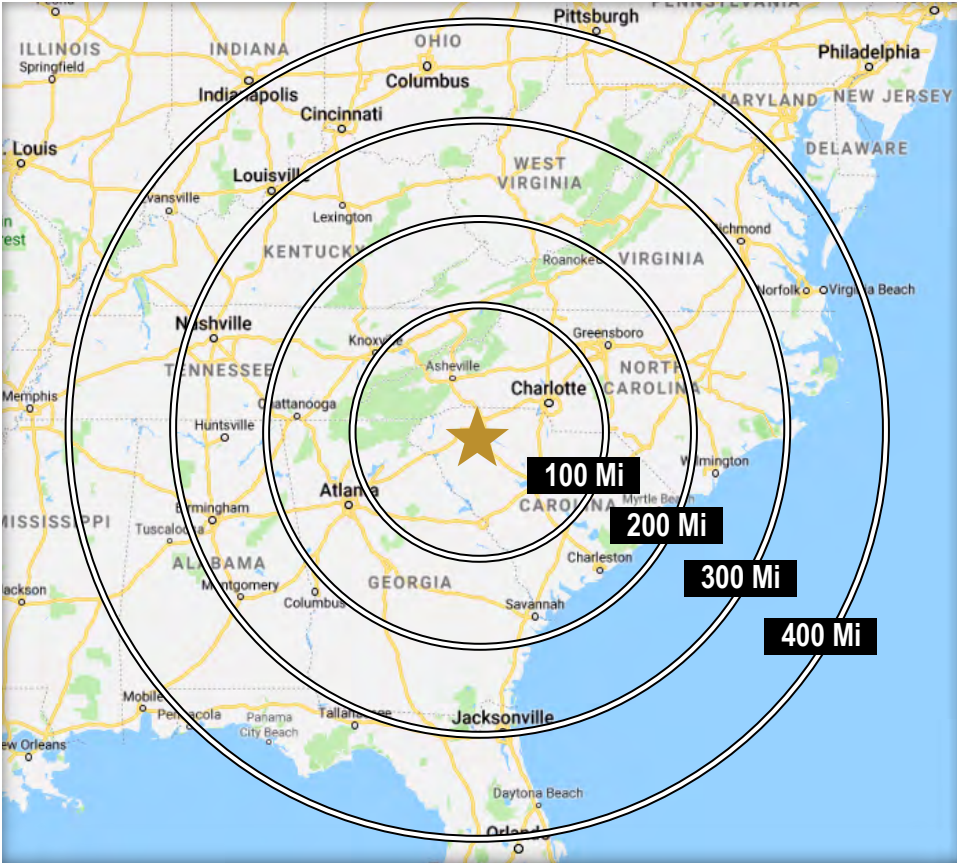 PENNSYLVANIA
Pittsburgh
ILLINOIS
INDIANA
OHIO
Springfield
Philadelphia
Columbus
Indianapolis
MARYLAND
NEW JERSEY
Cincinnati
Louis
DELAWARE
WEST
VIRGINIA
Louisville
Evansville
Lexington
Richmond
KENTUCKY
Roanoke
VIRGINIA
Norfolk
Virginia Beach
Nashville
Greensboro
Knoxville
TENNESSEE
Asheville
NORTH
CAROLINA
Charlotte
Memphis
Chattanooga
Huntsville
Wilmington
100 Mi
Atlanta
CAROLINA
Myrtle Beach
Birmingham
MISSISSIPPI
200 Mi
Tuscaloosa
ALABAMA
Charleston
300 Mi
Montgomery
GEORGIA
Jackson
Columbus
Savannah
400 Mi
Mobile
Pensacola
Panama
City Beach
Tallahassee
Jacksonville
ew Orleans
Daytona Beach
Orlando